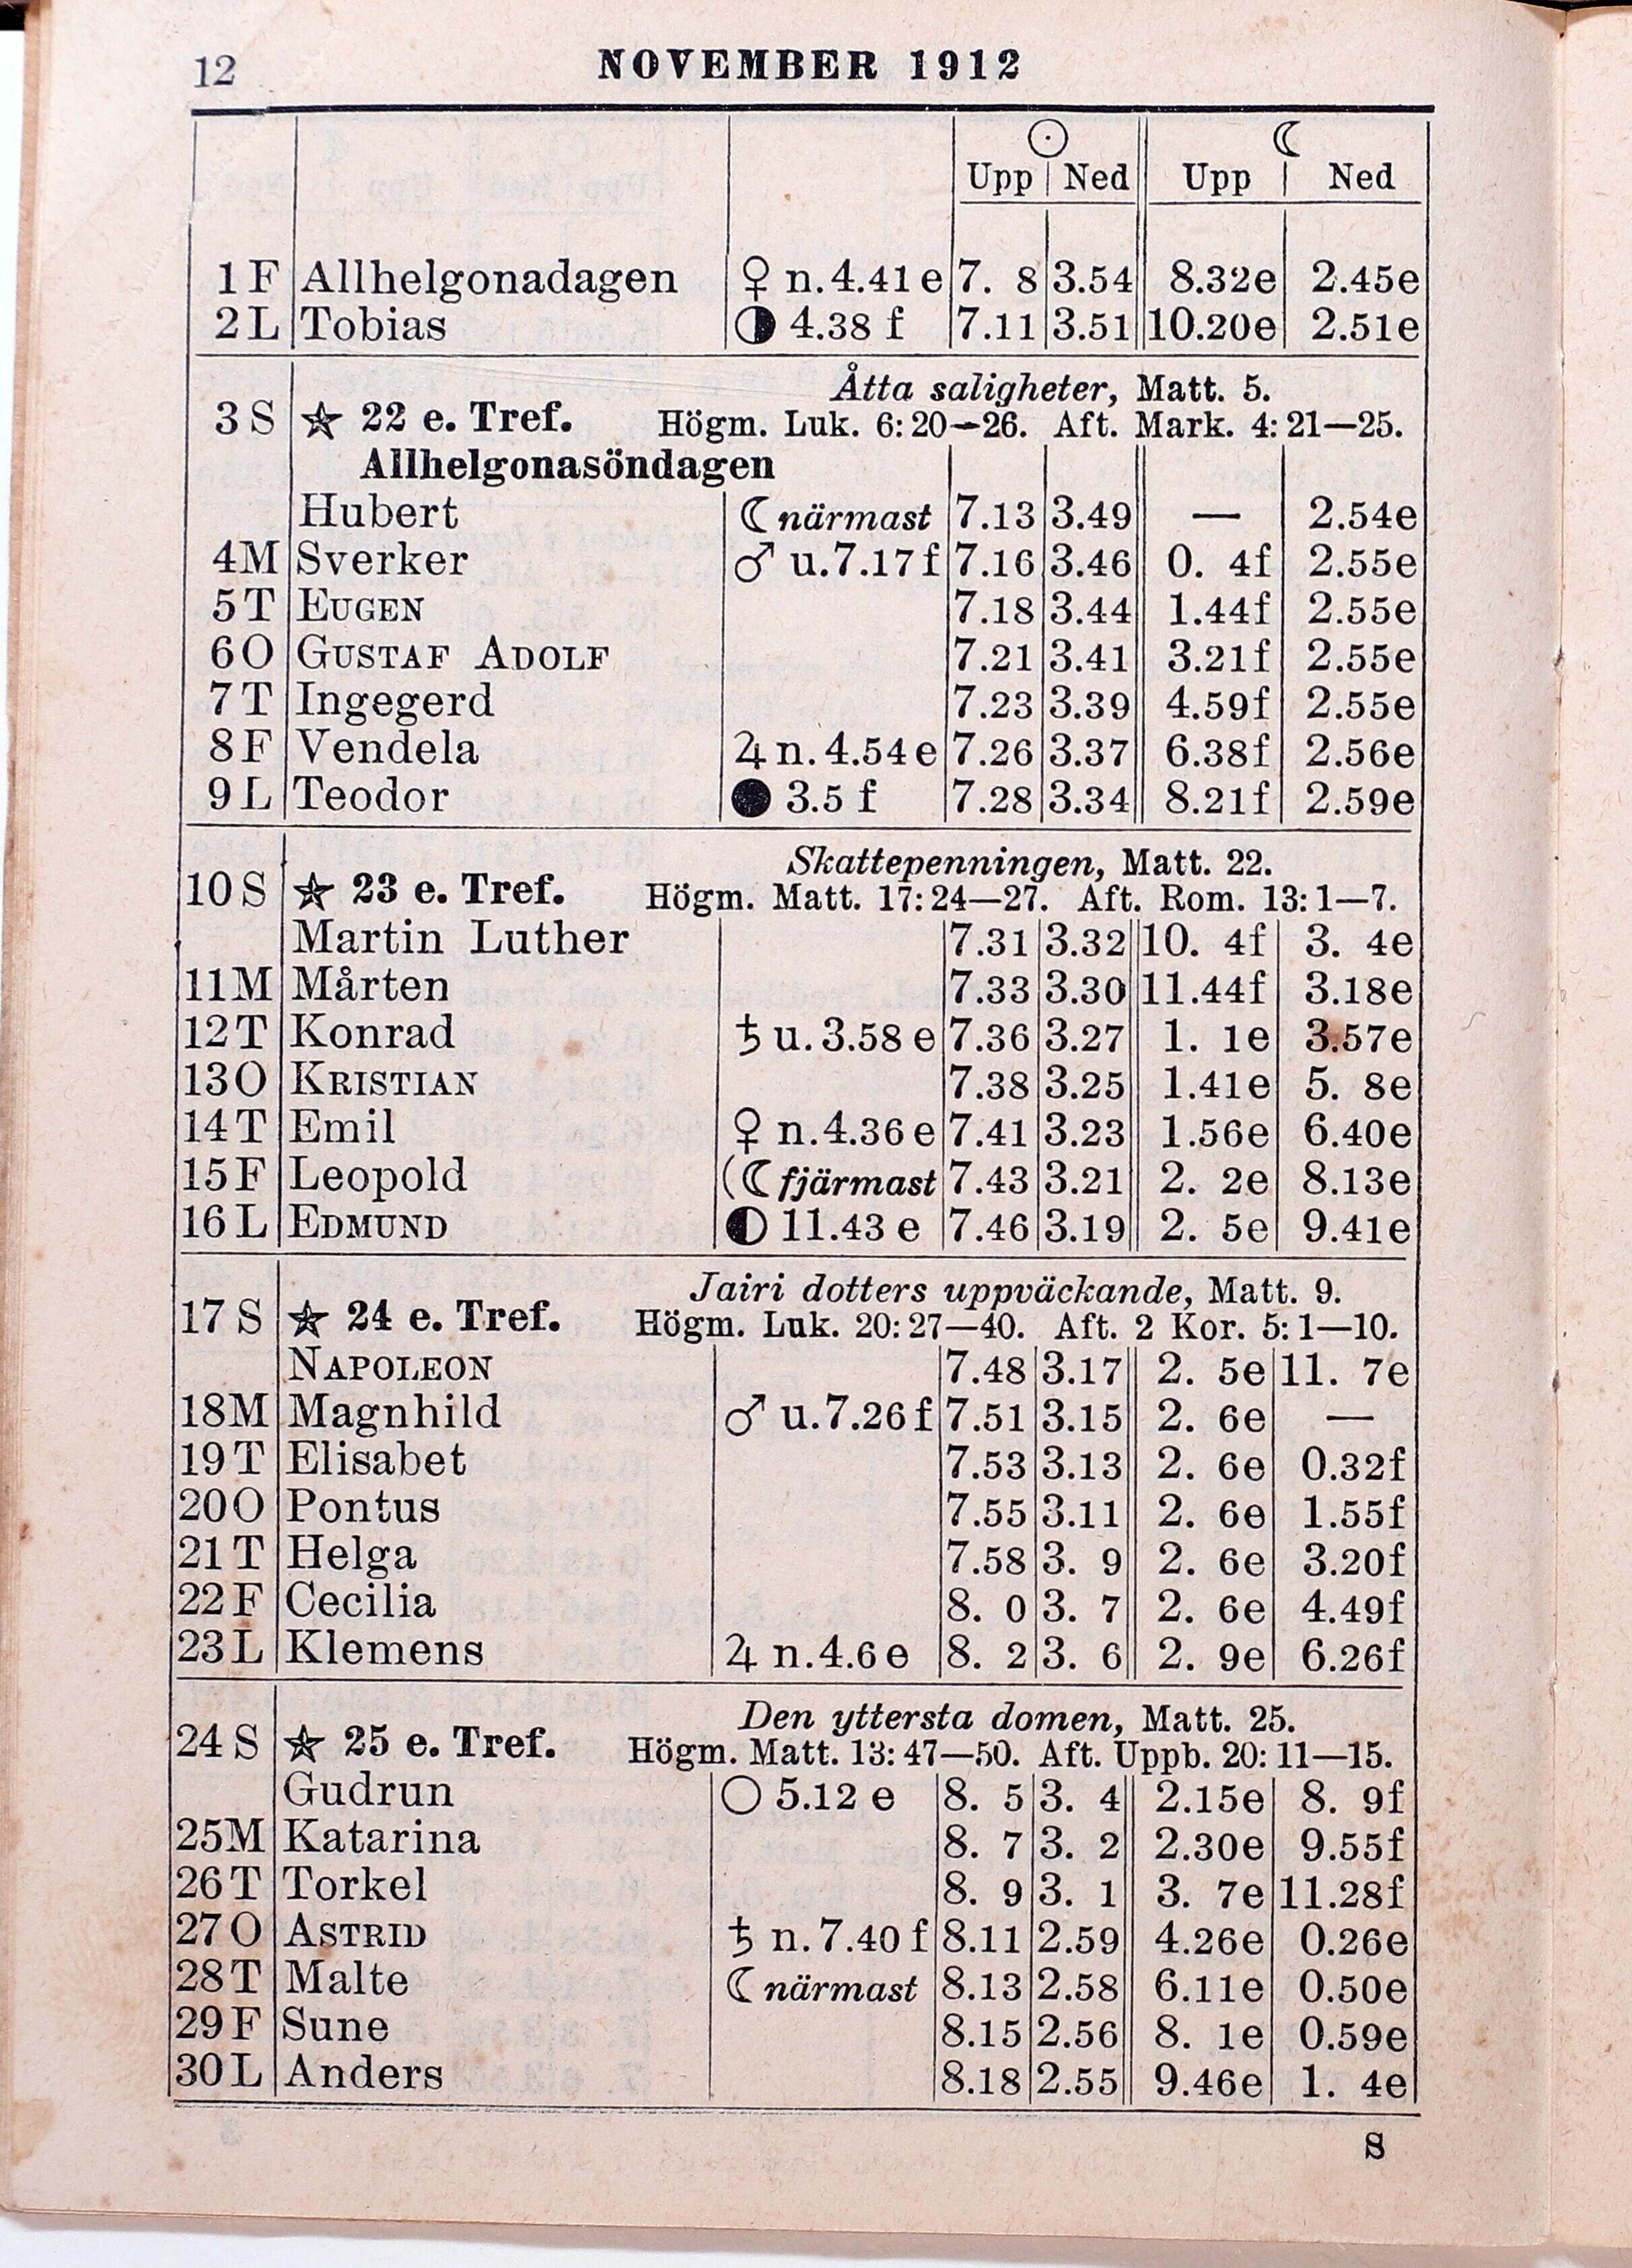 12 NOVEMBER 1912
☉ ☾
Upp Ned Upp Ned
1 F Allhelgonadagen ♀ n. 4.41 e 7. 8 3.54 8.32e 2.45e
2 L Tobias ◑ 4.38 f 7.11 3.51 10.20e 2.51e
Åtta saligheter, Matt. 5.
3 S ☆ 22 e. Tref. Högm. Luk. 6: 20—26. Aft. Mark. 4: 21—25.
Allhelgonasöndagen
Hubert ☾ närmast 7.13 3.49 — 2.54e
4 M Sverker ♂ u. 7.17 f 7.16 3.46 0. 4f 2.55e
5 T EUGEN 7.18 3.44 1.44f 2.55e
6 O GUSTAF ADOLF 7.21 3.41 3.21f 2.55e
7 T Ingegerd 7.23 3.39 4.59f 2.55e
8 F Vendela ♃ n. 4.54 e 7.26 3.37 6.38f 2.56e
9 L Teodor ● 3.5 f 7.28 3.34 8.21f 2.59e
Skattepenningen, Matt. 22.
10 S ☆ 23 e. Tref. Högm. Matt. 17: 24—27. Aft. Rom. 13: 1—7.
Martin Luther 7.31 3.32 10. 4f 3. 4e
11 M Mårten 7.33 3.30 11.44f 3.18e
12 T Konrad ♄ u. 3.58 e 7.36 3.27 1. 1e 3.57e
13 O KRISTIAN 7.38 3.25 1.41e 5. 8e
14 T Emil ♀ n. 4.36 e 7.41 3.23 1.56e 6.40e
15 F Leopold (☾ fjärmast 7.43 3.21 2. 2e 8.13e
16 L EDMUND ◐ 11.43 e 7.46 3.19 2. 5e 9.41e
Jairi dotters uppväckande, Matt. 9.
17 S ☆ 24 e. Tref. Högm. Luk. 20: 27—40. Aft. 2 Kor. 5: 1—10.
NAPOLEON 7.48 3.17 2. 5e 11. 7e
18 M Magnhild ♂ u. 7.26 f 7.51 3.15 2. 6e —
19 T Elisabet 7.53 3.13 2. 6e 0.32f
20 O Pontus 7.55 3.11 2. 6e 1.55f
21 T Helga 7.58 3. 9 2. 6e 3.20f
22 F Cecilia 8. 0 3. 7 2. 6e 4.49f
23 L Klemens ♃ n. 4.6 e 8. 2 3. 6 2. 9e 6.26f
Den yttersta domen, Matt. 25.
24 S ☆ 25 e. Tref. Högm. Matt. 13: 47—50. Aft. Uppb. 20: 11—15.
Gudrun ○ 5.12 e 8. 5 3. 4 2.15e 8. 9f
25 M Katarina 8. 7 3. 2 2.30e 9.55f
26 T Torkel 8. 9 3. 1 3. 7e 11.28f
27 O ASTRID ♄ n. 7.40 f 8.11 2.59 4.26e 0.26e
28 T Malte ☾ närmast 8.13 2.58 6.11e 0.50e
29 F Sune 8.15 2.56 8. 1e 0.59e
30 L Anders 8.18 2.55 9.46e 1. 4e
S